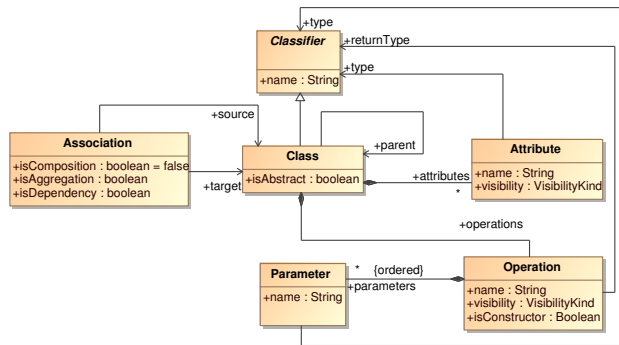 +type
Classifier
+returnType
+name : String
+type
+source
Association
+isComposition : boolean = false
+isAggregation : boolean
+isDependency : boolean
+target
Class
+isAbstract : boolean
+parent
+attributes
*
Attribute
+name : String
+visibility : VisibilityKind
+operations
Parameter
+name : String
* {ordered}
+parameters
Operation
+name : String
+visibility : VisibilityKind
+isConstructor : Boolean